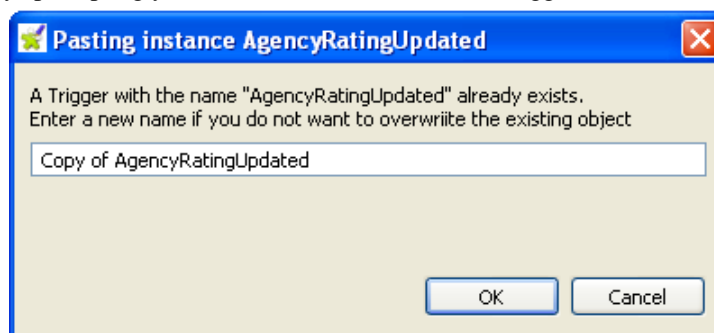 Pasting instance AgencyRatingUpdated
A Trigger with the name "AgencyRatingUpdated" already exists.
Enter a new name if you do not want to overwriite the existing object
Copy of AgencyRatingUpdated
OK Cancel